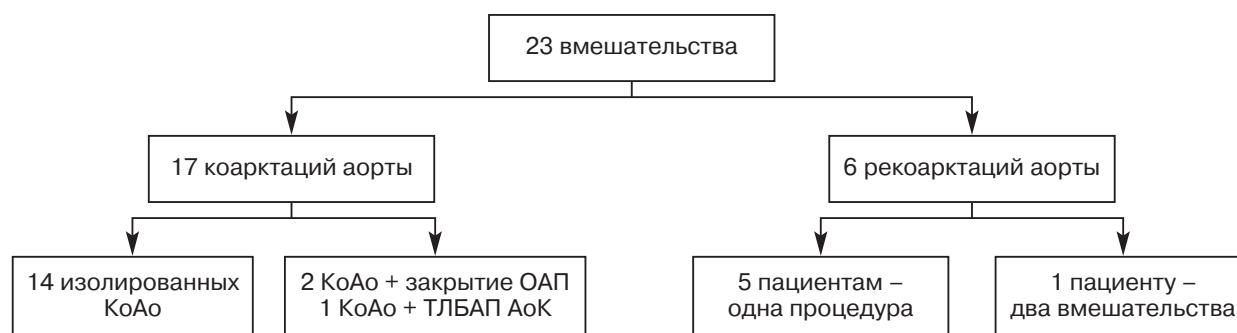 23 вмешательства
17 коарктаций аорты
6 рекоарктаций аорты
14 изолированных
КоАо
2 КоАо + закрытие ОАП
1 КоАо + ТЛБАП АоК
5 пациентам –
одна процедура
1 пациенту –
два вмешательства